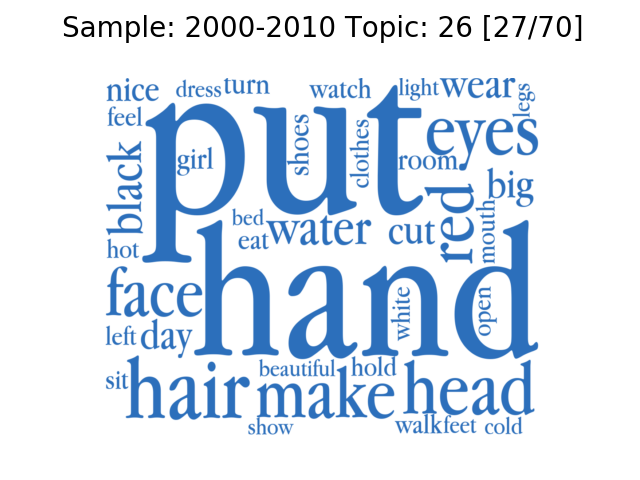 Sample: 2000-2010 Topic: 26 [27/70]
nice dress turn watch light wear legs
feel put eyes
black girl shoes clothes room
red big
bed water cut mouth
hot eat
hand
face white open
left day
sit hair beautiful hold make head
show walk feet cold